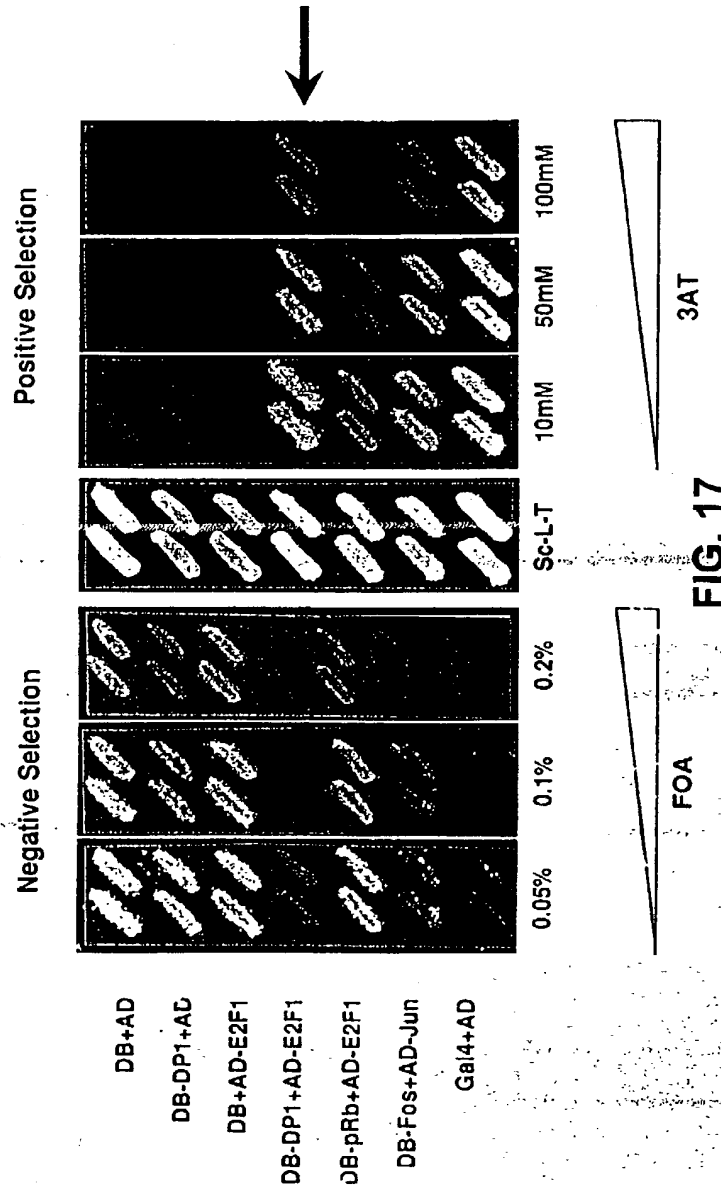 Negative Selection
Positive Selection
DB+AD
DB-DP1+AD
DB+AD-E2F1
DB-DP1+AD-E2F1
DB-pRb+AD-E2F1
DB-Fos+AD-Jun
Gal4+AD
0.05%
0.1%
0.2%
Sc-L-T
10mM
50mM
100mM
FOA
3AT
FIG. 17